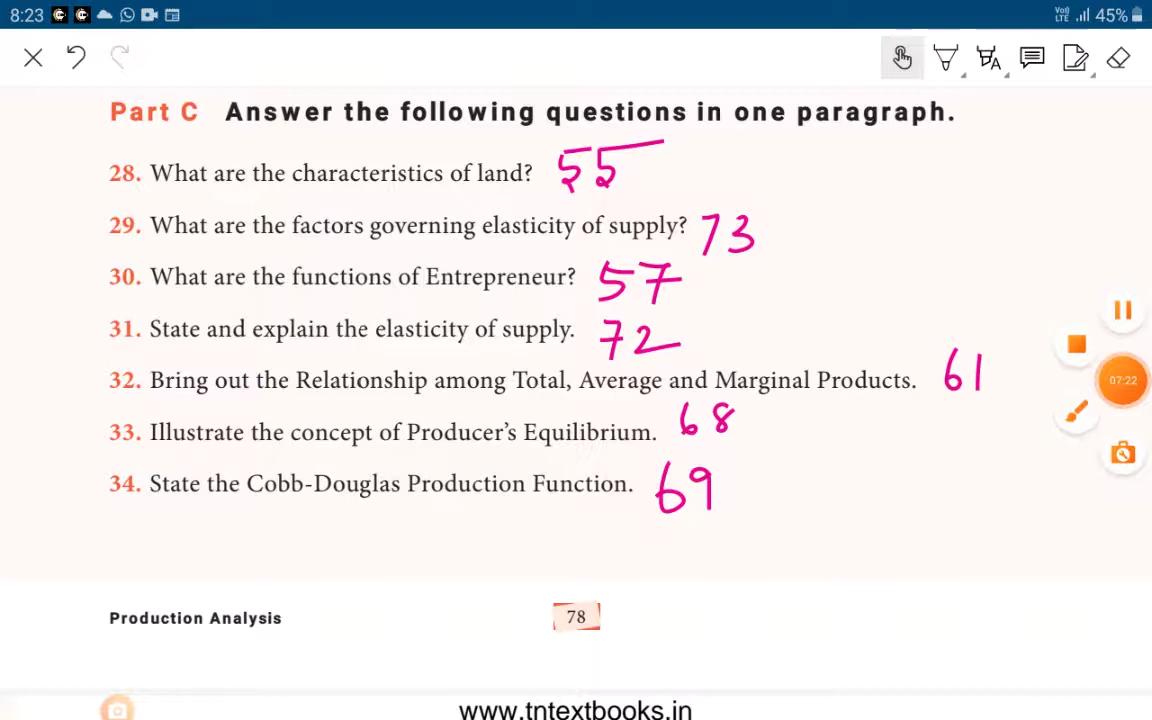 8:23 Vo) LTE 45%
Part C Answer the following questions in one paragraph.
28. What are the characteristics of land? 55
29. What are the factors governing elasticity of supply? 73
30. What are the functions of Entrepreneur? 57
31. State and explain the elasticity of supply. 72
32. Bring out the Relationship among Total, Average and Marginal Products. 61
33. Illustrate the concept of Producer’s Equilibrium. 68
34. State the Cobb-Douglas Production Function. 69
07:22
Production Analysis 78
www.tntextbooks.in